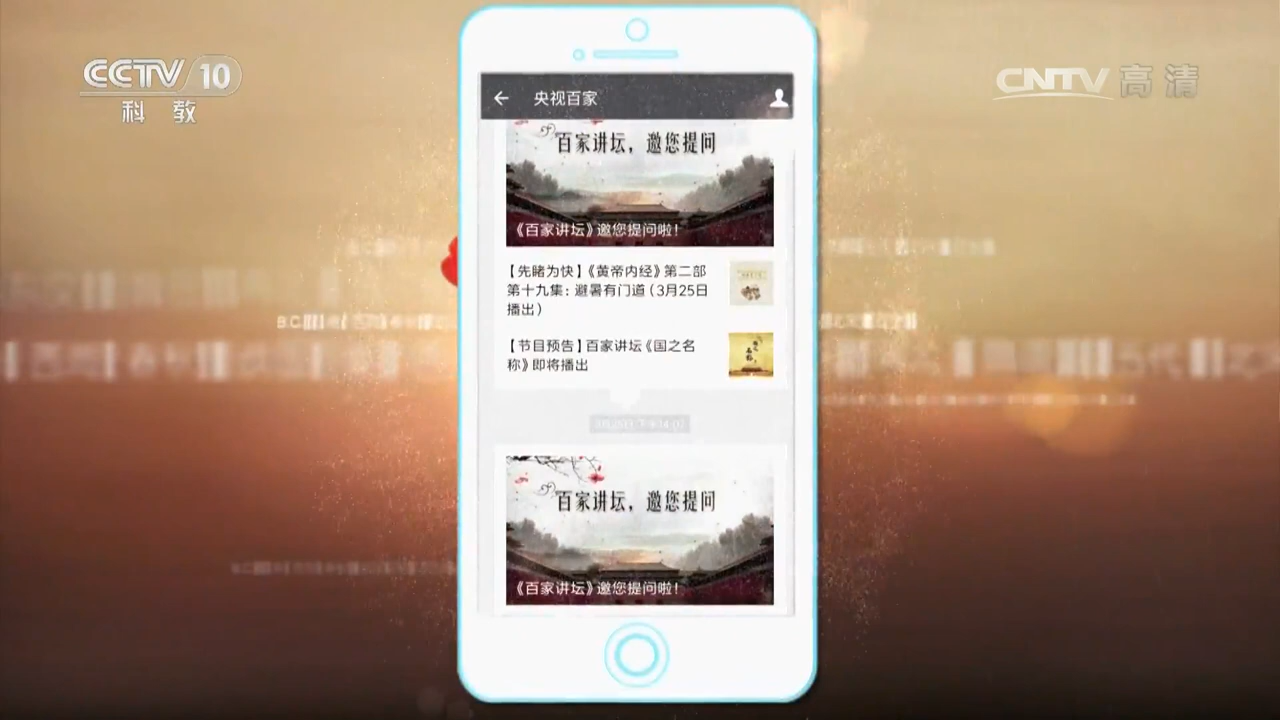 CCTV 10
科教
CNTV 高清
央视百家
百家讲坛，邀您提问
《百家讲坛》邀您提问啦！
【先睹为快】《黄帝内经》第二部
第十九集：避暑有门道（3月25日
播出）
【节目预告】百家讲坛《国之名
称》即将播出
百家讲坛，邀您提问
《百家讲坛》邀您提问啦！